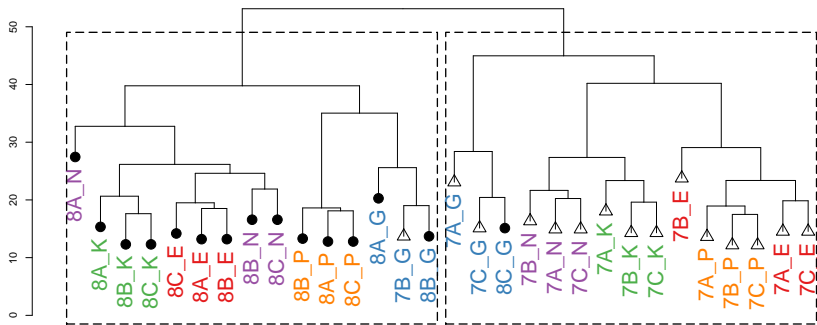 50
40
30
20
10
0
8A_N
8A_K
8B_K
8C_K
8C_E
8A_E
8B_E
8B_N
8C_N
8B_P
8A_P
8C_P
8A_G
7B_G
8B_G
7A_G
7C_G
8C_G
7B_N
7A_N
7C_N
7A_K
7B_K
7C_K
7B_E
7A_P
7B_P
7C_P
7A_E
7C_E